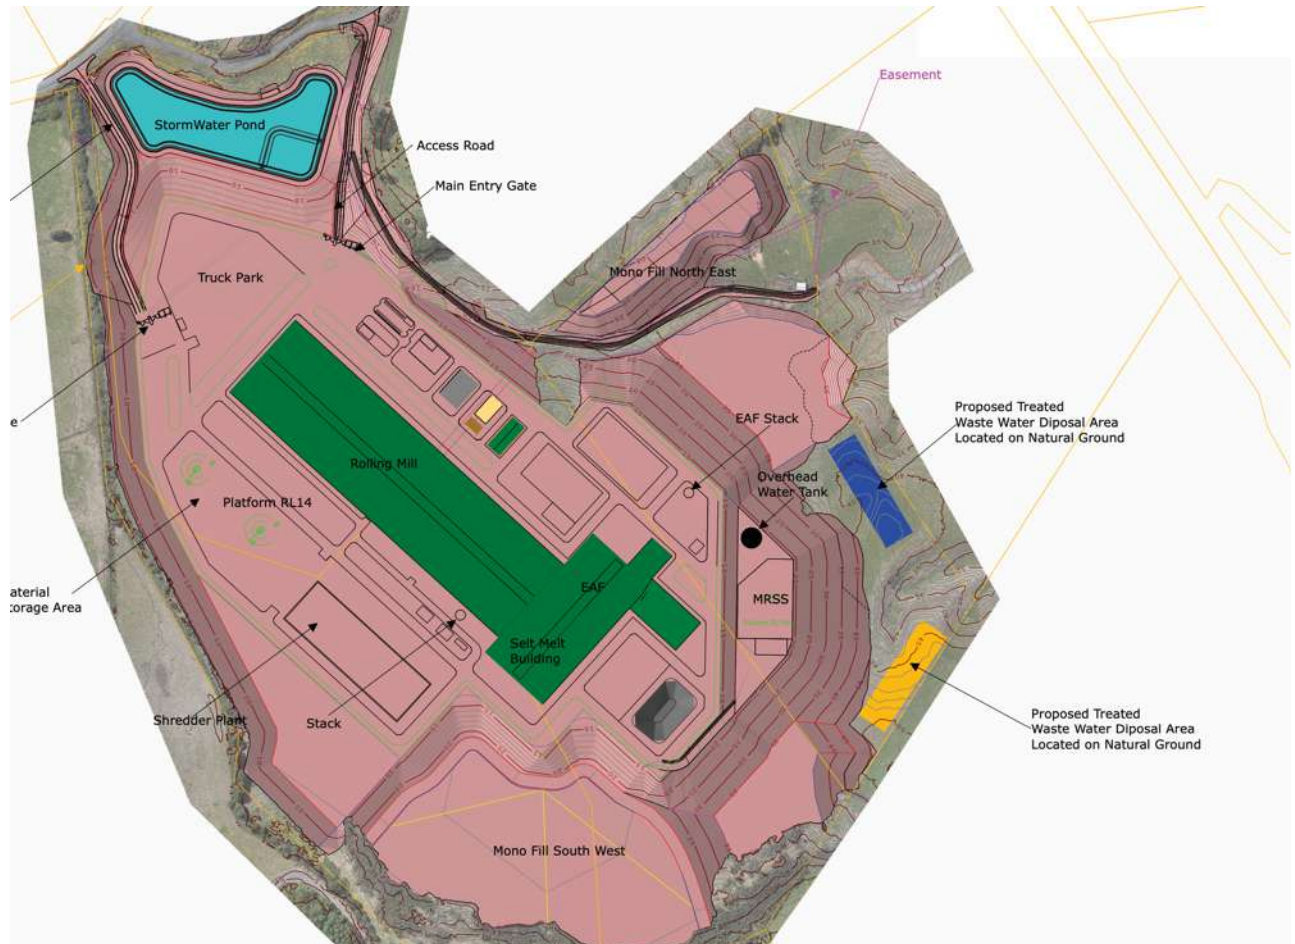 Easement
StormWater Pond
Access Road
Main Entry Gate
Mono Fill North East
Truck Park
e
EAF Stack
Proposed Treated
Waste Water Diposal Area
Located on Natural Ground
Rolling Mill
Overhead
Water Tank
Platform RL14
EAF
MRSS
aterial
torage Area
Selt Melt
Building
Shredder Plant
Stack
Proposed Treated
Waste Water Diposal Area
Located on Natural Ground
Mono Fill South West